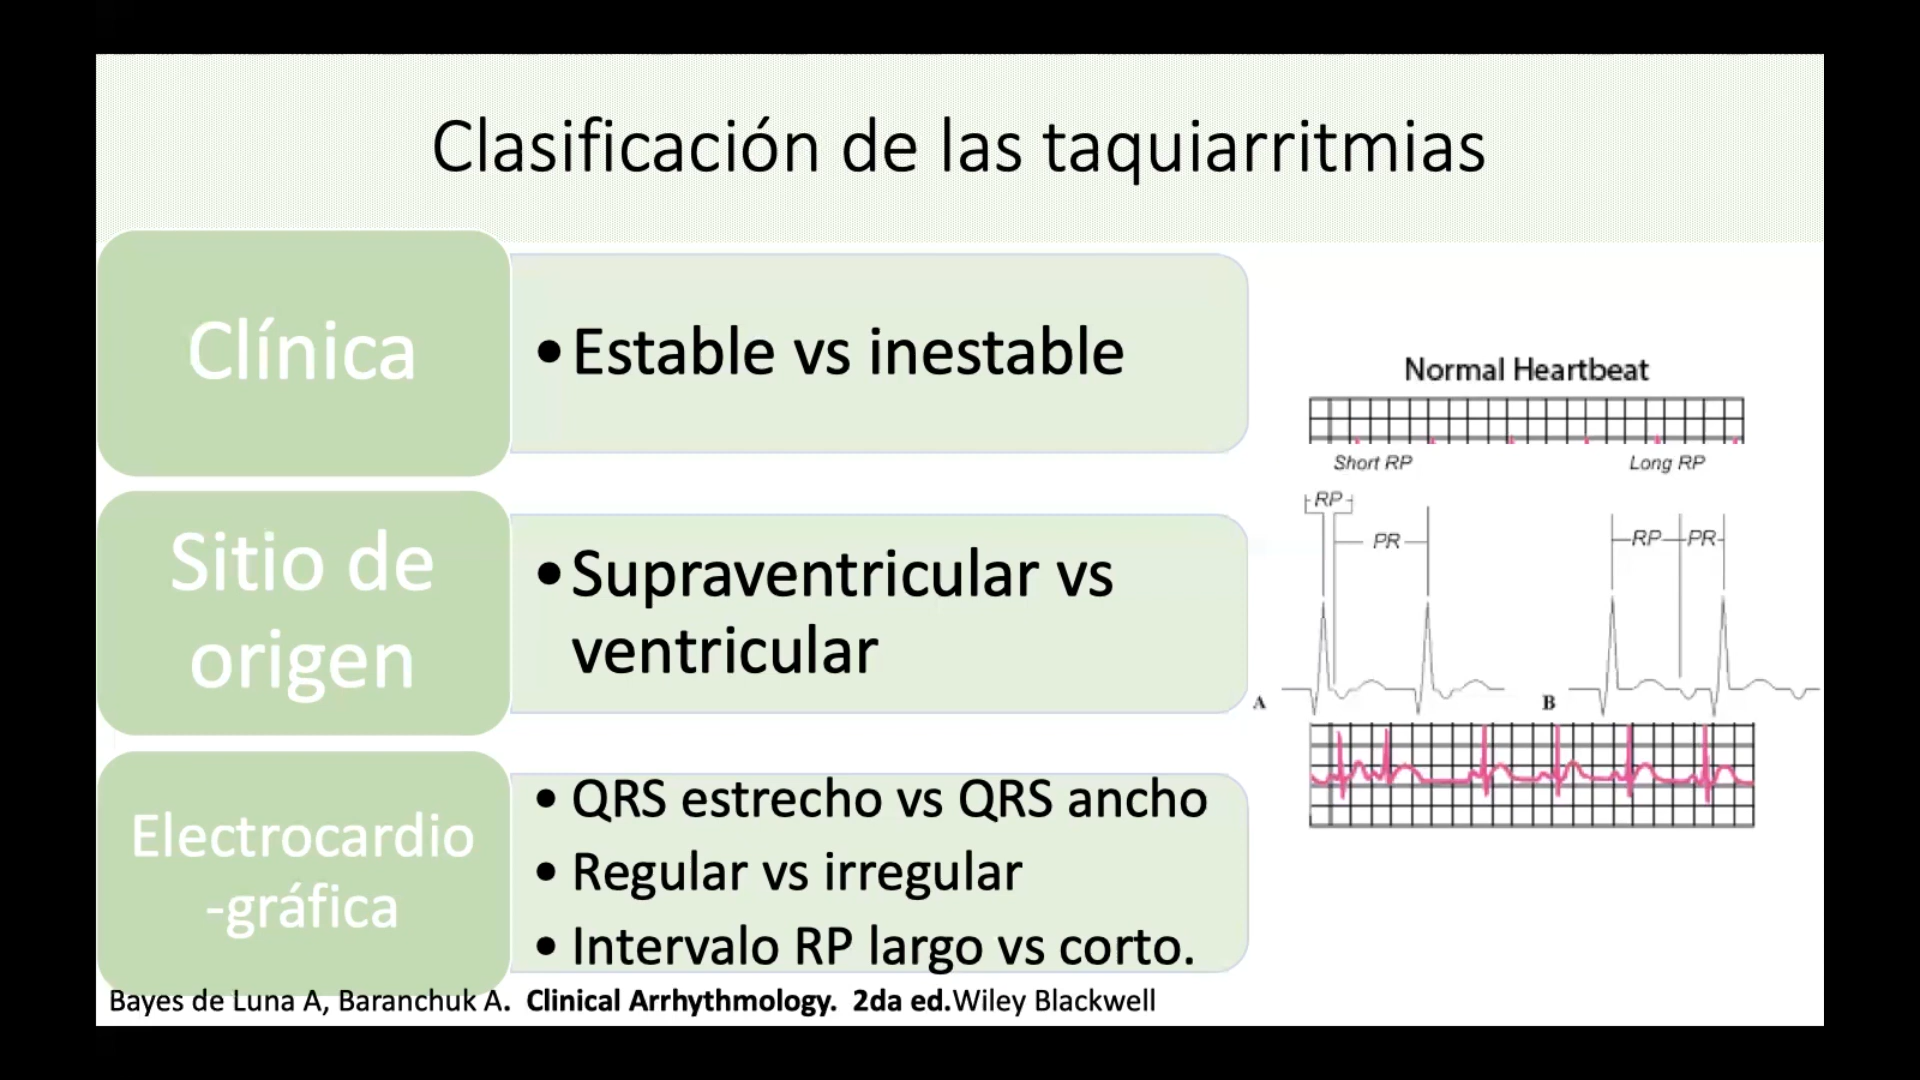 Clasificación de las taquiarritmias
Clínica
• Estable vs inestable
Sitio de
origen
• Supraventricular vs
ventricular
Electrocardio
-gráfica
• QRS estrecho vs QRS ancho
• Regular vs irregular
• Intervalo RP largo vs corto.
Normal Heartbeat
Short RP
Long RP
RP
PR
RP
PR
A
B
Bayes de Luna A, Baranchuk A. Clinical Arrhythmology. 2da ed.Wiley Blackwell